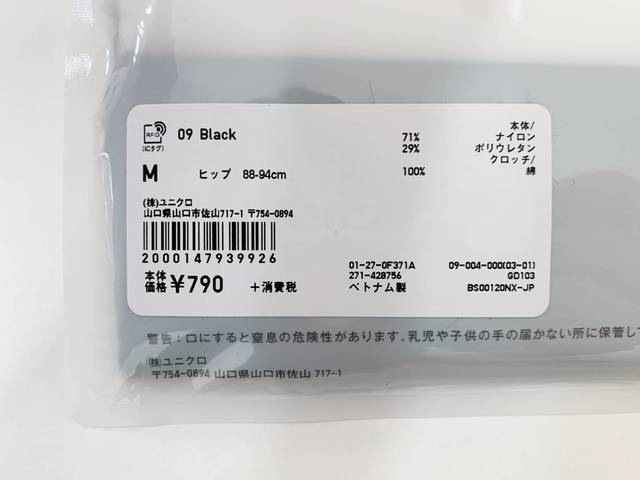 RFID
(ICタグ)
09 Black
本体/
71% ナイロン
29% ポリウレタン
クロッチ/
100% 綿
M ヒップ 88-94cm
(株)ユニクロ
山口県山口市佐山717-1 〒754-0894
2000147939926
01-27-0F371A 09-004-000(03-01)
271-428756 GD103
本体価格 ¥790 +消費税 ベトナム製 BS00120NX-JP
警告:口にすると窒息の危険性があります。乳児や子供の手の届かない所に保管し
(株)ユニクロ
〒754-0894 山口県山口市佐山 717-1